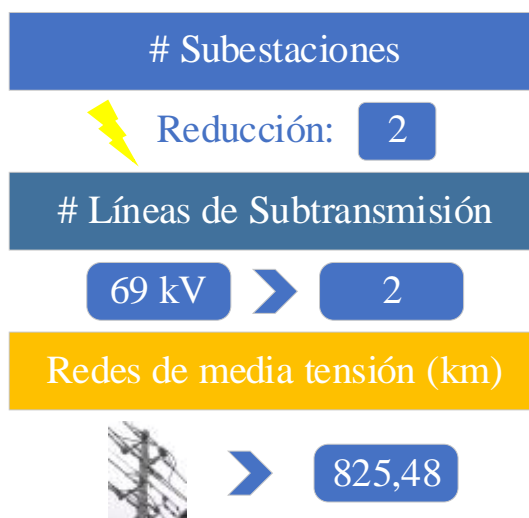 # Subestaciones
Reducción: 2
# Líneas de Subtransmisión
69 kV 2
Redes de media tensión (km)
825,48